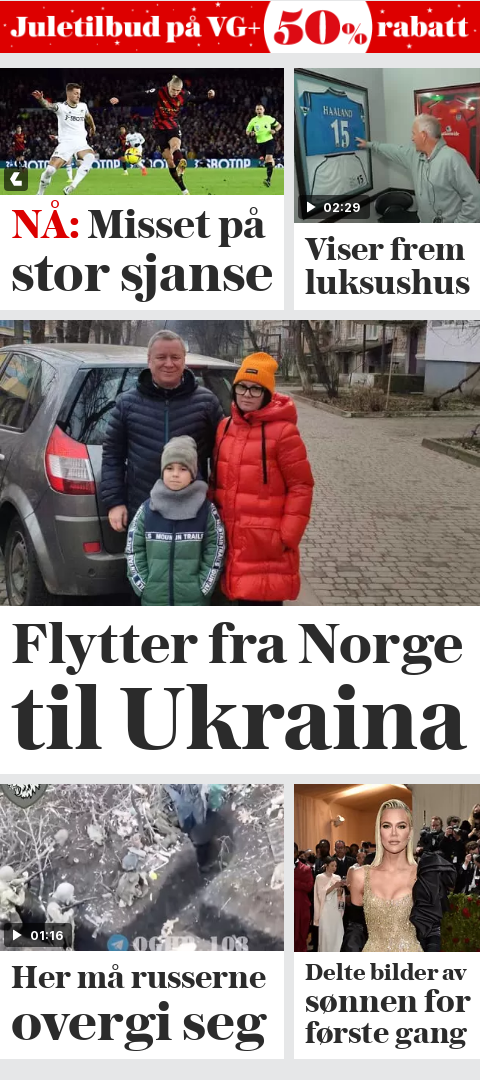 Juletilbud på VG+ 50% rabatt
HAALAND
15
15
02:29
NÅ: Misset på
stor sjanse
Viser frem
luksushus
Flytter fra Norge
til Ukraina
01:16
Her må russerne
overgi seg
Delte bilder av
sønnen for
første gang